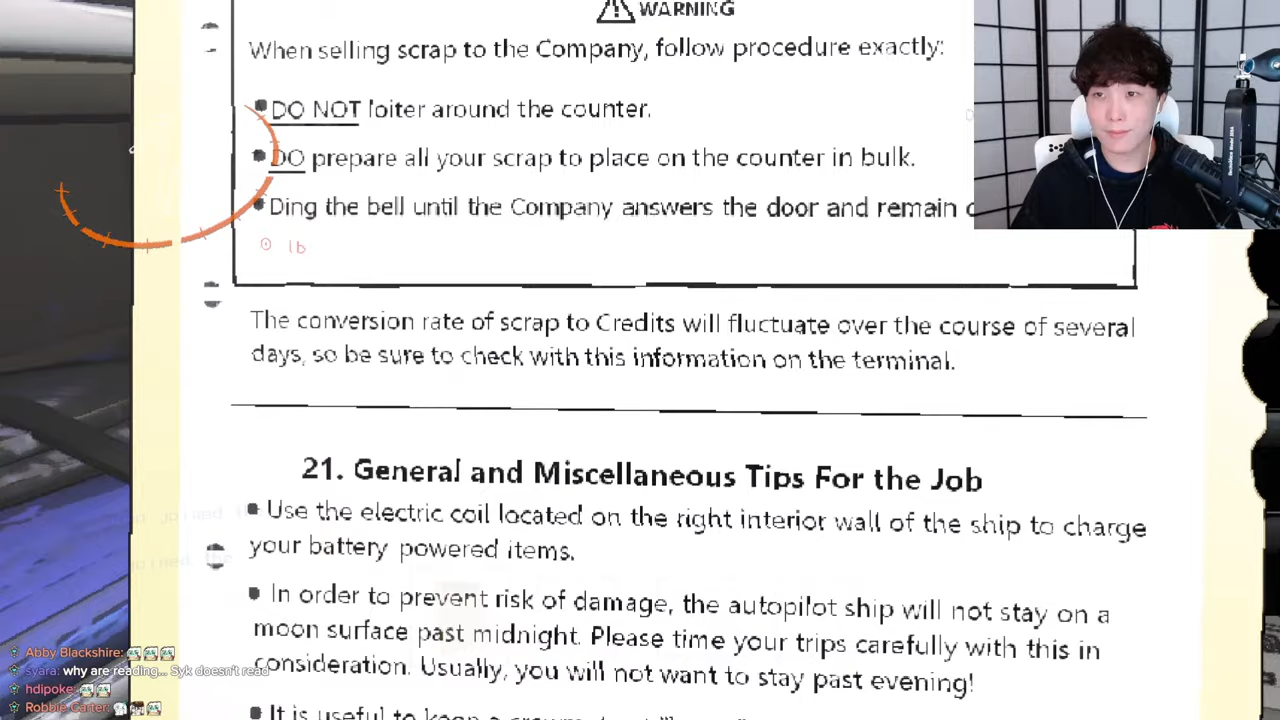 WARNING
When selling scrap to the Company, follow procedure exactly:
DO NOT loiter around the counter.
DO prepare all your scrap to place on the counter in bulk.
Ding the bell until the Company answers the door and remain
lb
The conversion rate of scrap to Credits will fluctuate over the course of several
days, so be sure to check with this information on the terminal.
21. General and Miscellaneous Tips For the Job
Use the electric coil located on the right interior wall of the ship to charge
your battery powered items.
In order to prevent risk of damage, the autopilot ship will not stay on a
moon surface past midnight. Please time your trips carefully with this in
consideration. Usually, you will not want to stay past evening!
It is useful to keep a
Abby Blackshire:
syara: why are reading... Syk doesn't read
hdipoke:
Robbie Carter: